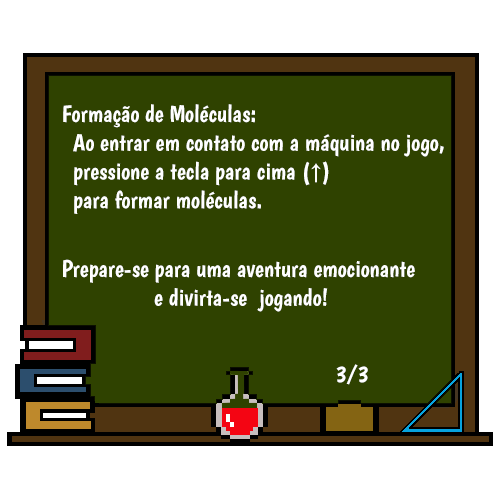 Formação de Moléculas:
Ao entrar em contato com a máquina no jogo,
pressione a tecla para cima (↑)
para formar moléculas.
Prepare-se para uma aventura emocionante
e divirta-se jogando!
3/3